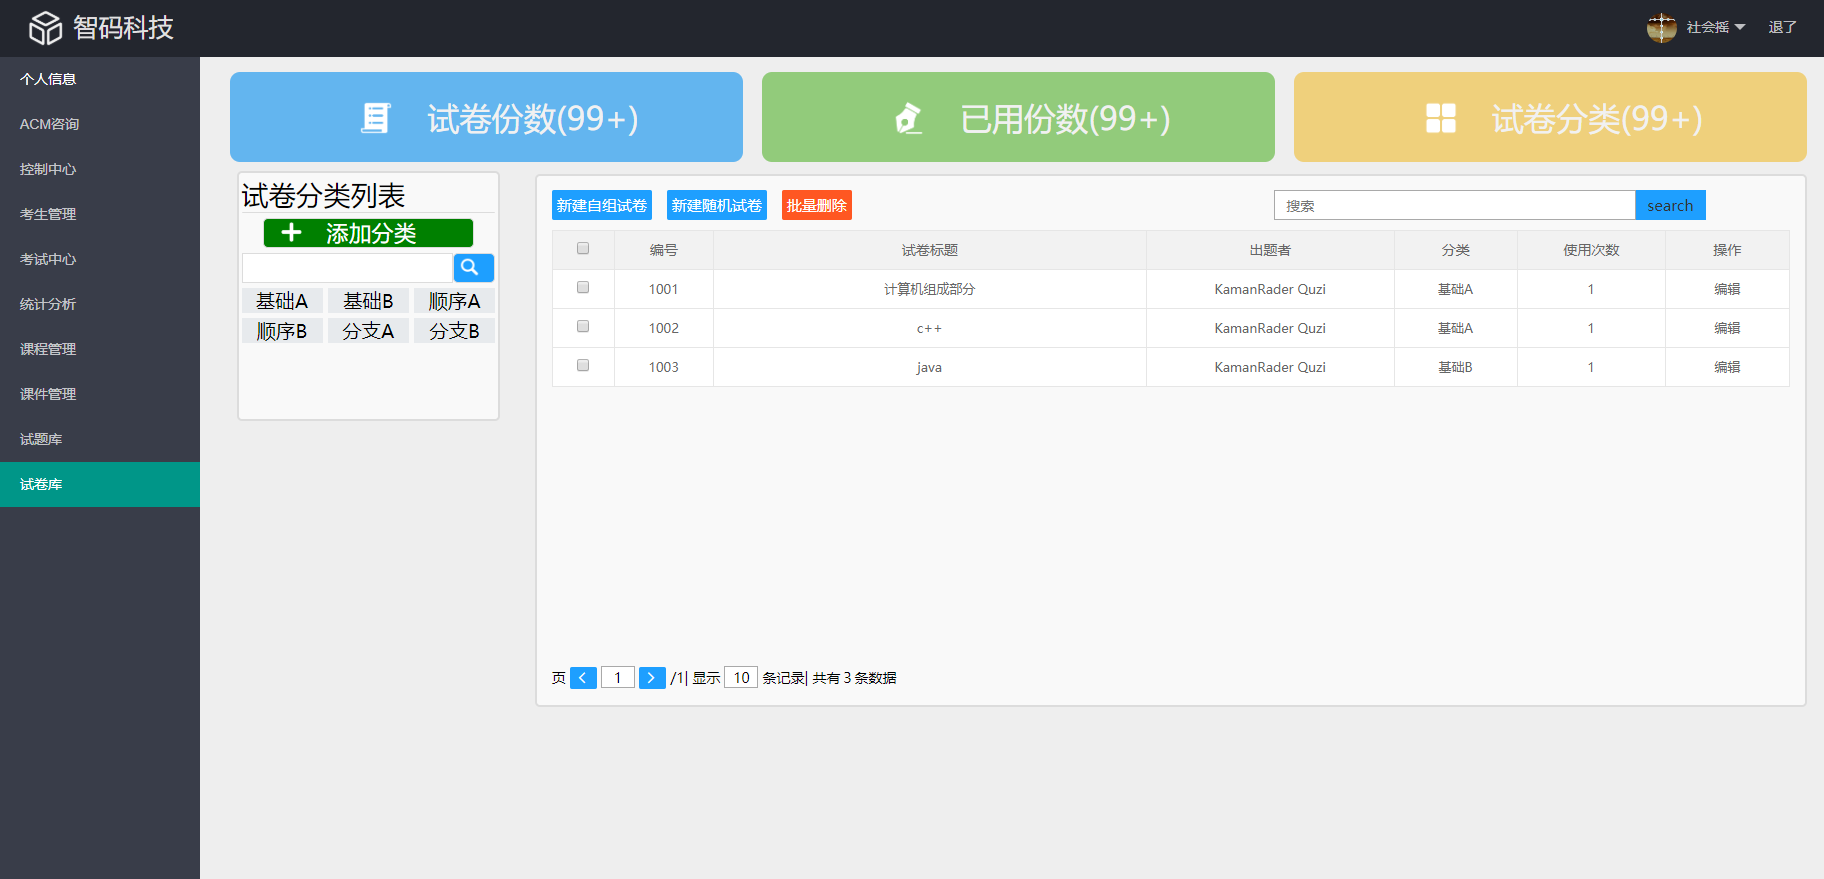 智码科技
社会摇
退了
个人信息
ACM咨询
控制中心
考生管理
考试中心
统计分析
课程管理
课件管理
试题库
试卷库
试卷份数(99+)
已用份数(99+)
试卷分类(99+)
试卷分类列表
添加分类
基础A 基础B 顺序A
顺序B 分支A 分支B
新建自组试卷 新建随机试卷 批量删除
搜索 search
编号 试卷标题 出题者 分类 使用次数 操作
1001 计算机组成部分 KamanRader Quzi 基础A 1 编辑
1002 c++ KamanRader Quzi 基础A 1 编辑
1003 java KamanRader Quzi 基础B 1 编辑
页 1 /1| 显示 10 条记录| 共有 3 条数据